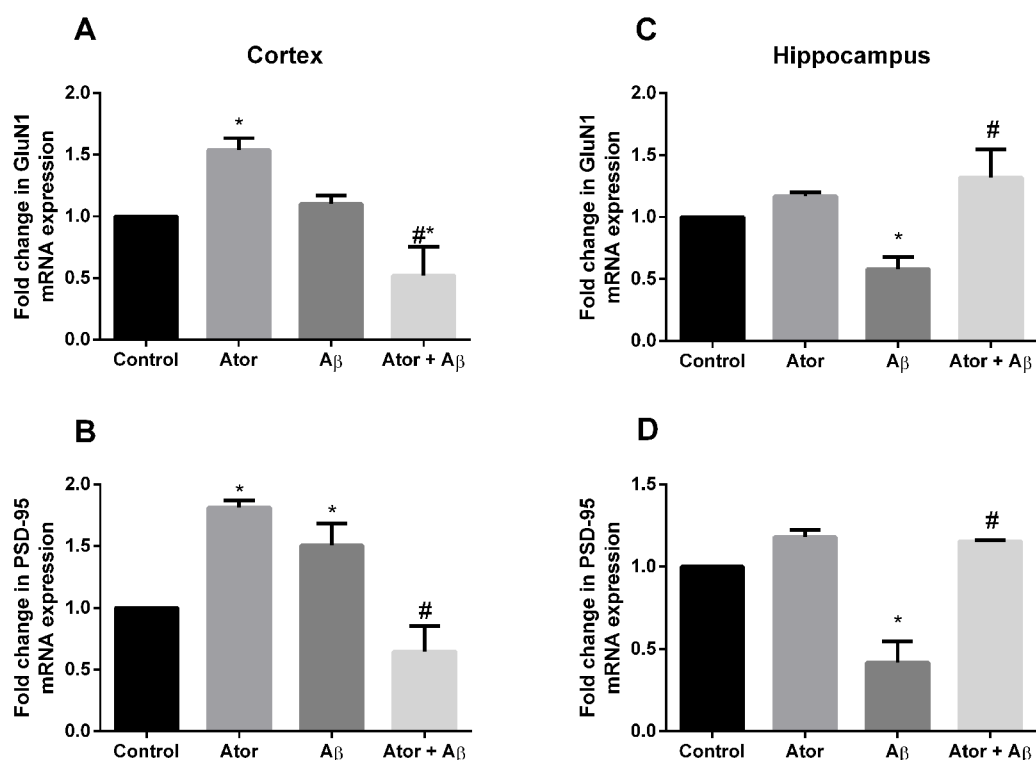 A
Cortex
Fold change in GluN1
mRNA expression
2.0
1.5
1.0
0.5
0.0
*
#*
Control
Ator
Aβ
Ator + Aβ
C
Hippocampus
Fold change in GluN1
mRNA expression
2.0
1.5
1.0
0.5
0.0
*
#
Control
Ator
Aβ
Ator + Aβ
B
Fold change in PSD-95
mRNA expression
2.0
1.5
1.0
0.5
0.0
*
*
#
Control
Ator
Aβ
Ator + Aβ
D
Fold change in PSD-95
mRNA expression
1.5
1.0
0.5
0.0
*
#
Control
Ator
Aβ
Ator + Aβ